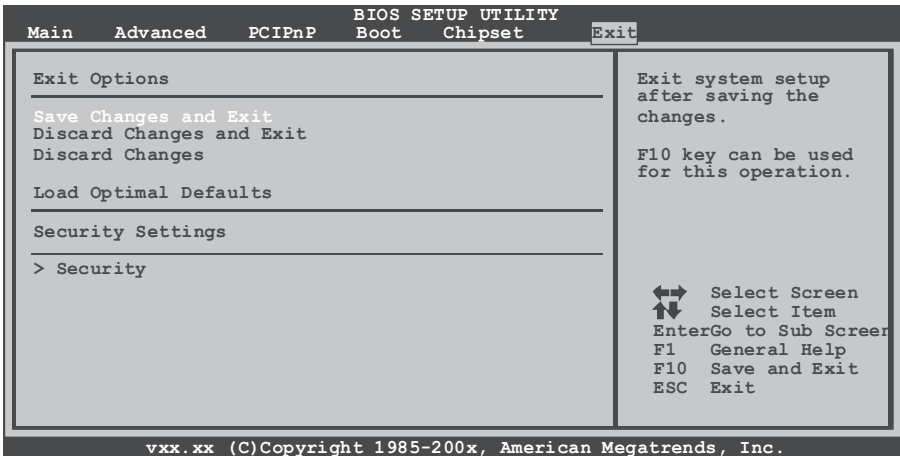 BIOS SETUP UTILITY
Main Advanced PCIPnP Boot Chipset Exit
Exit Options
Save Changes and Exit
Discard Changes and Exit
Discard Changes
Load Optimal Defaults
Security Settings
> Security
Exit system setup
after saving the
changes.
F10 key can be used
for this operation.
Select Screen
Select Item
EnterGo to Sub Screen
F1 General Help
F10 Save and Exit
ESC Exit
vxx.xx (C)Copyright 1985-200x, American Megatrends, Inc.